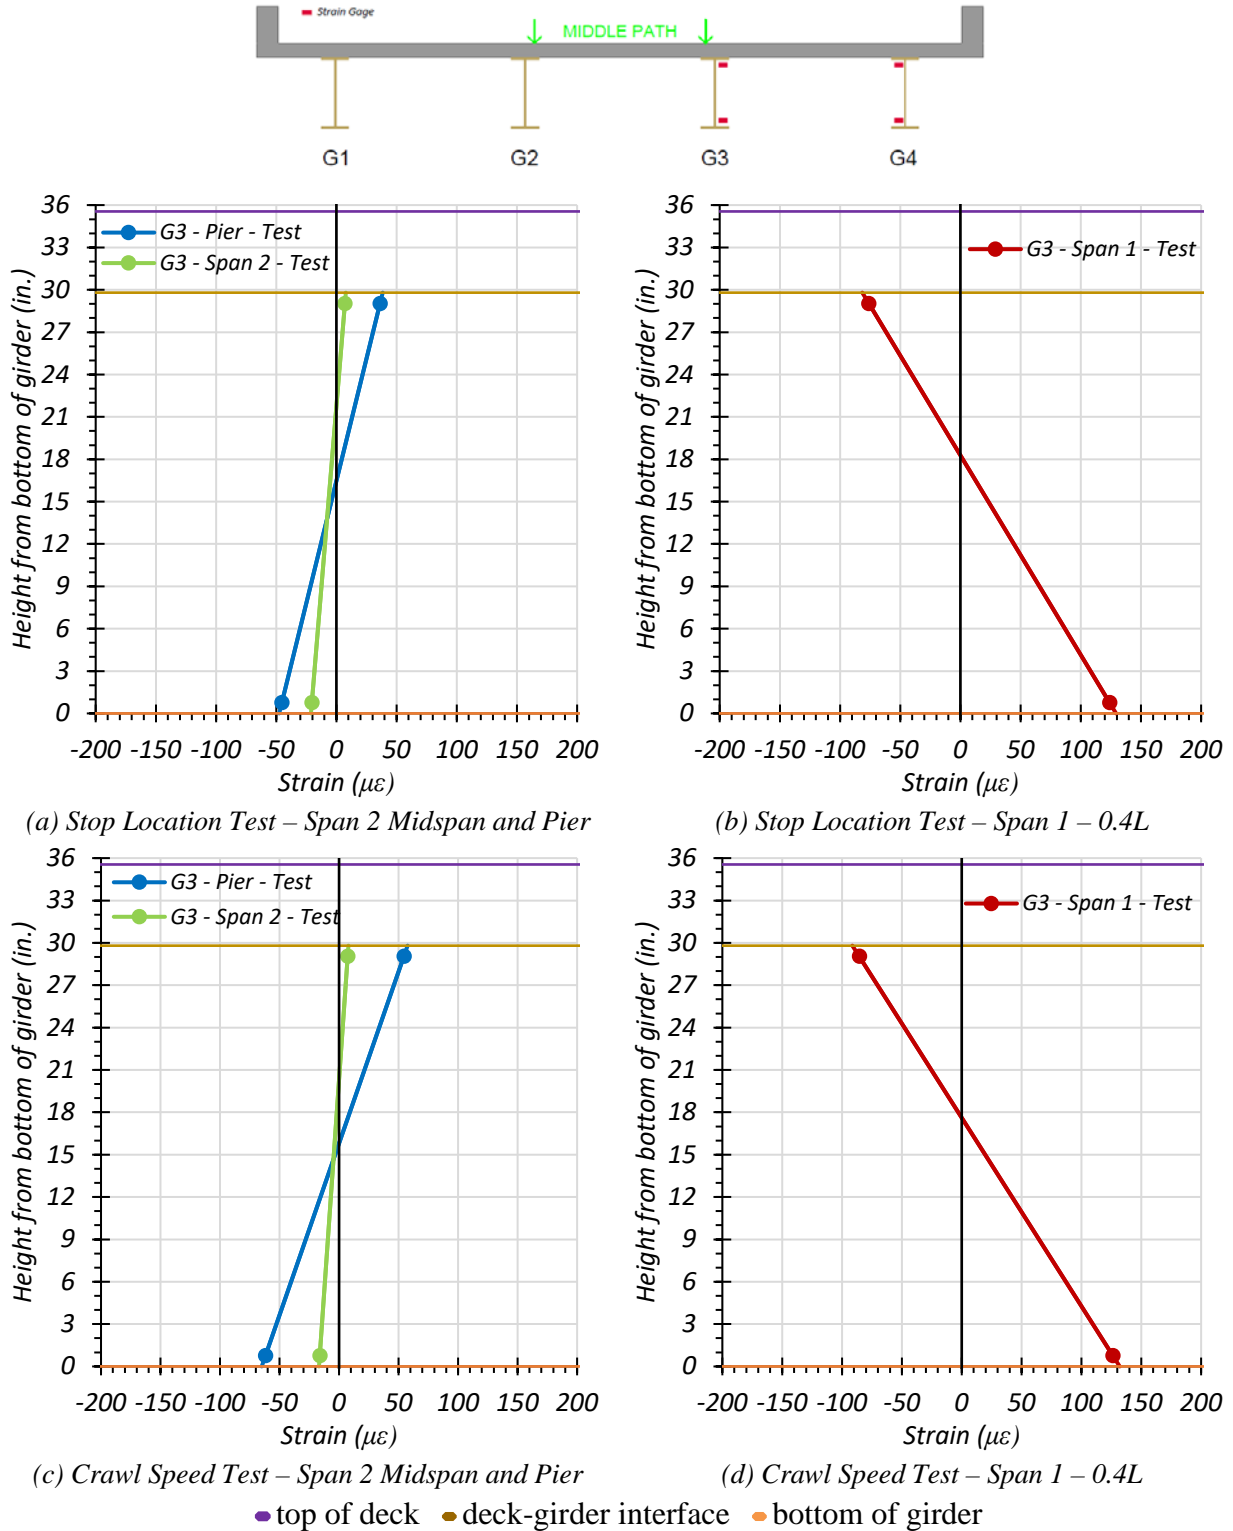 Strain Gage
MIDDLE PATH
G1 G2 G3 G4
36
33
30
27
24
21
18
15
12
9
6
3
0
Height from bottom of girder (in.)
G3 - Pier - Test
G3 - Span 2 - Test
-200 -150 -100 -50 0 50 100 150 200
Strain (με)
(a) Stop Location Test – Span 2 Midspan and Pier
36
33
30
27
24
21
18
15
12
9
6
3
0
Height from bottom of girder (in.)
G3 - Span 1 - Test
-200 -150 -100 -50 0 50 100 150 200
Strain (με)
(b) Stop Location Test – Span 1 – 0.4L
36
33
30
27
24
21
18
15
12
9
6
3
0
Height from bottom of girder (in.)
G3 - Pier - Test
G3 - Span 2 - Test
-200 -150 -100 -50 0 50 100 150 200
Strain (με)
(c) Crawl Speed Test – Span 2 Midspan and Pier
36
33
30
27
24
21
18
15
12
9
6
3
0
Height from bottom of girder (in.)
G3 - Span 1 - Test
-200 -150 -100 -50 0 50 100 150 200
Strain (με)
(d) Crawl Speed Test – Span 1 – 0.4L
top of deck deck-girder interface bottom of girder